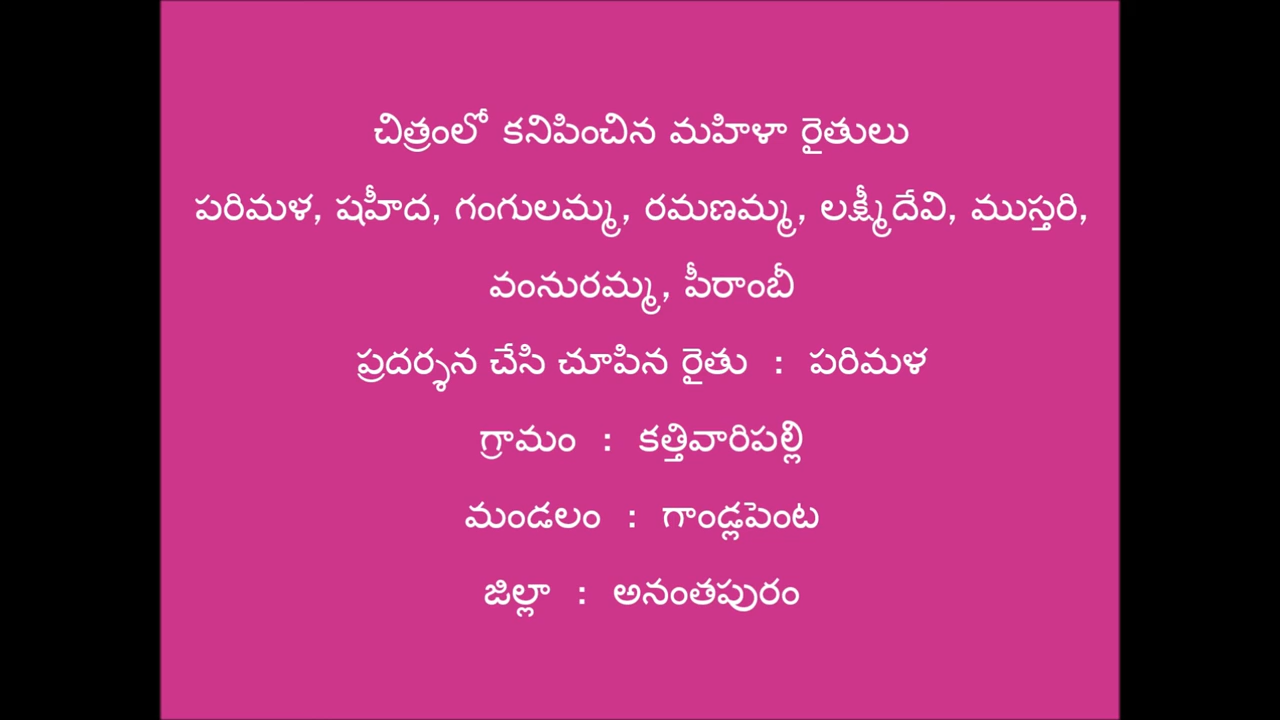 చిత్రంలో కనిపించిన మహిళా రైతులు
పరిమళ, షహీద, గంగులమ్మ, రమణమ్మ, లక్ష్మీదేవి, ముస్తరి,
వంనురమ్మ, పీరాంబీ
ప్రదర్శన చేసి చూపిన రైతు : పరిమళ
గ్రామం : కత్తివారిపల్లి
మండలం : గాండ్లపెంట
జిల్లా : అనంతపురం